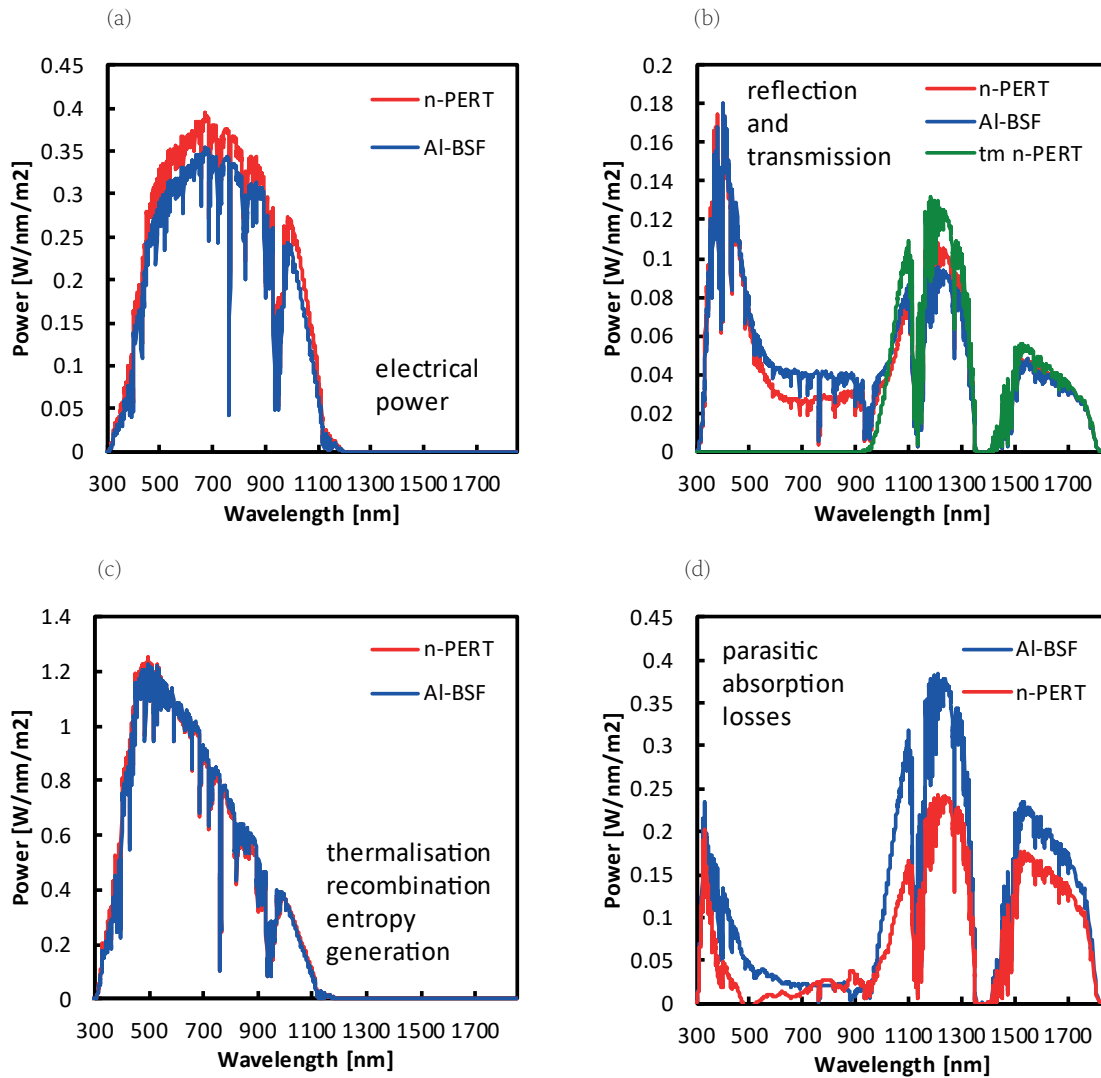 (a)
0.45
0.4
0.35
0.3
0.25
0.2
0.15
0.1
0.05
0
Power [W/nm/m2]
n-PERT
Al-BSF
electrical
power
300 500 700 900 1100 1300 1500 1700
Wavelength [nm]
(b)
0.2
0.18
0.16
0.14
0.12
0.1
0.08
0.06
0.04
0.02
0
Power [W/nm/m2]
reflection
and
transmission
n-PERT
Al-BSF
tm n-PERT
300 500 700 900 1100 1300 1500 1700
Wavelength [nm]
(c)
1.4
1.2
1
0.8
0.6
0.4
0.2
0
Power [W/nm/m2]
n-PERT
Al-BSF
thermalisation
recombination
entropy
generation
300 500 700 900 1100 1300 1500 1700
Wavelength [nm]
(d)
0.45
0.4
0.35
0.3
0.25
0.2
0.15
0.1
0.05
0
Power [W/nm/m2]
parasitic
absorption
losses
Al-BSF
n-PERT
300 500 700 900 1100 1300 1500 1700
Wavelength [nm]